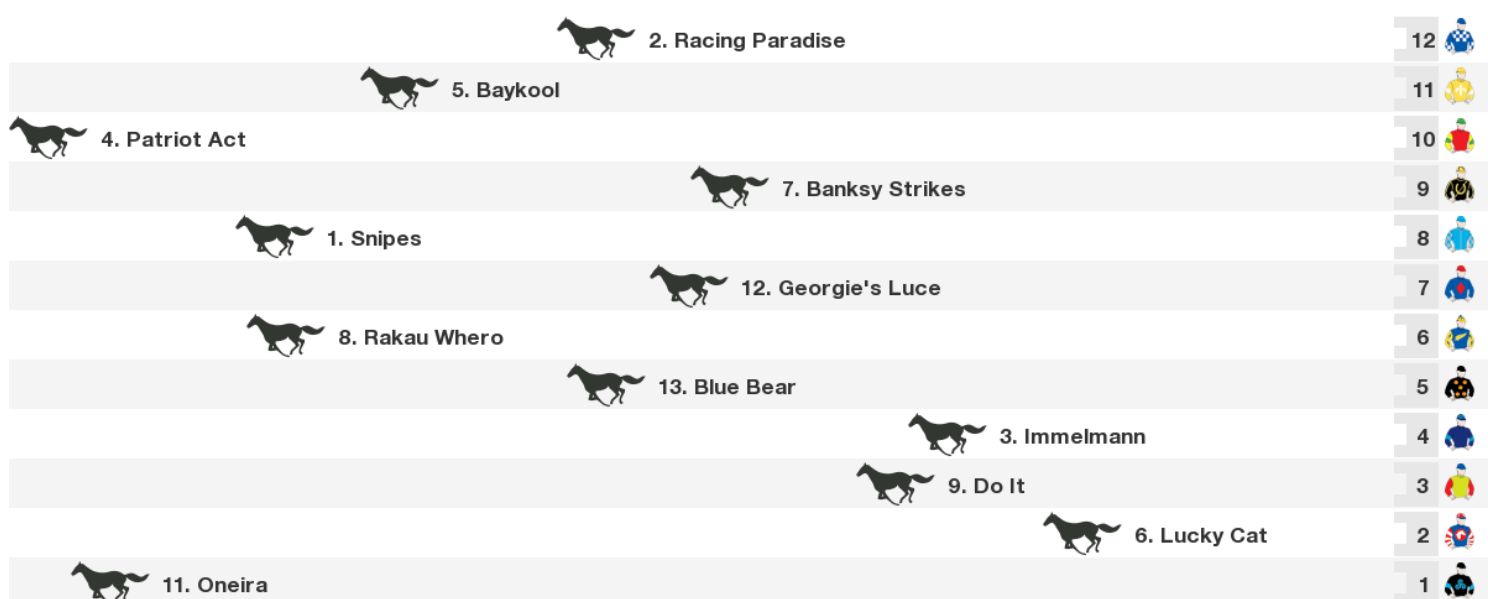 2. Racing Paradise 12
5. Baykool 11
4. Patriot Act 10
7. Banksy Strikes 9
1. Snipes 8
12. Georgie's Luce 7
8. Rakau Whero 6
13. Blue Bear 5
3. Immelmann 4
9. Do It 3
6. Lucky Cat 2
11. Oneira 1